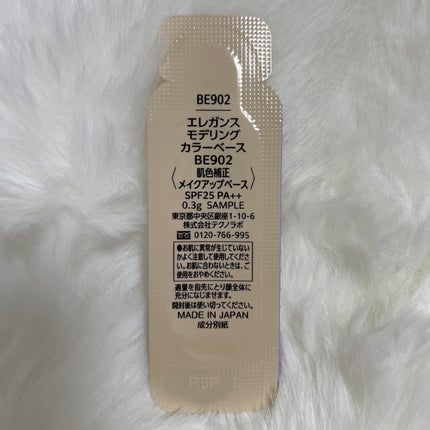 BE902
エレガンス
モデリング
カラーベース
BE902
肌色補正
〈メイクアップベース〉
SPF25 PA++
0.3g SAMPLE
東京都中央区銀座1-10-6
株式会社テクノラボ
0120-766-995
●お肌に異常が生じていない
かよく注意して使用してくださ
い。お肌に合わないときは、ご
使用をおやめください。
適量を指先にとり顔全体に
充分になじませます。
開封後は使い切ってください。
MADE IN JAPAN
成分別紙